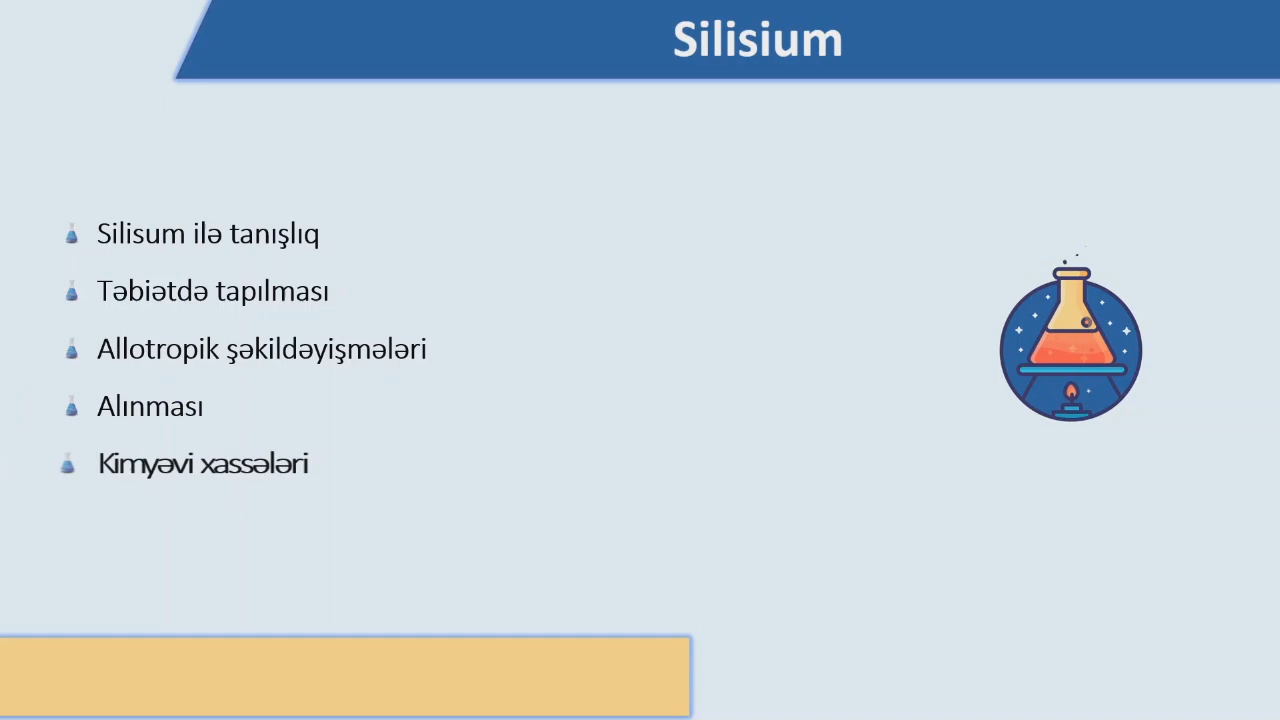 Silisium
Silisum ilə tanışlıq
Təbiətdə tapılması
Allotropik şəkildəyişmələri
Alınması
Kimyəvi xassələri